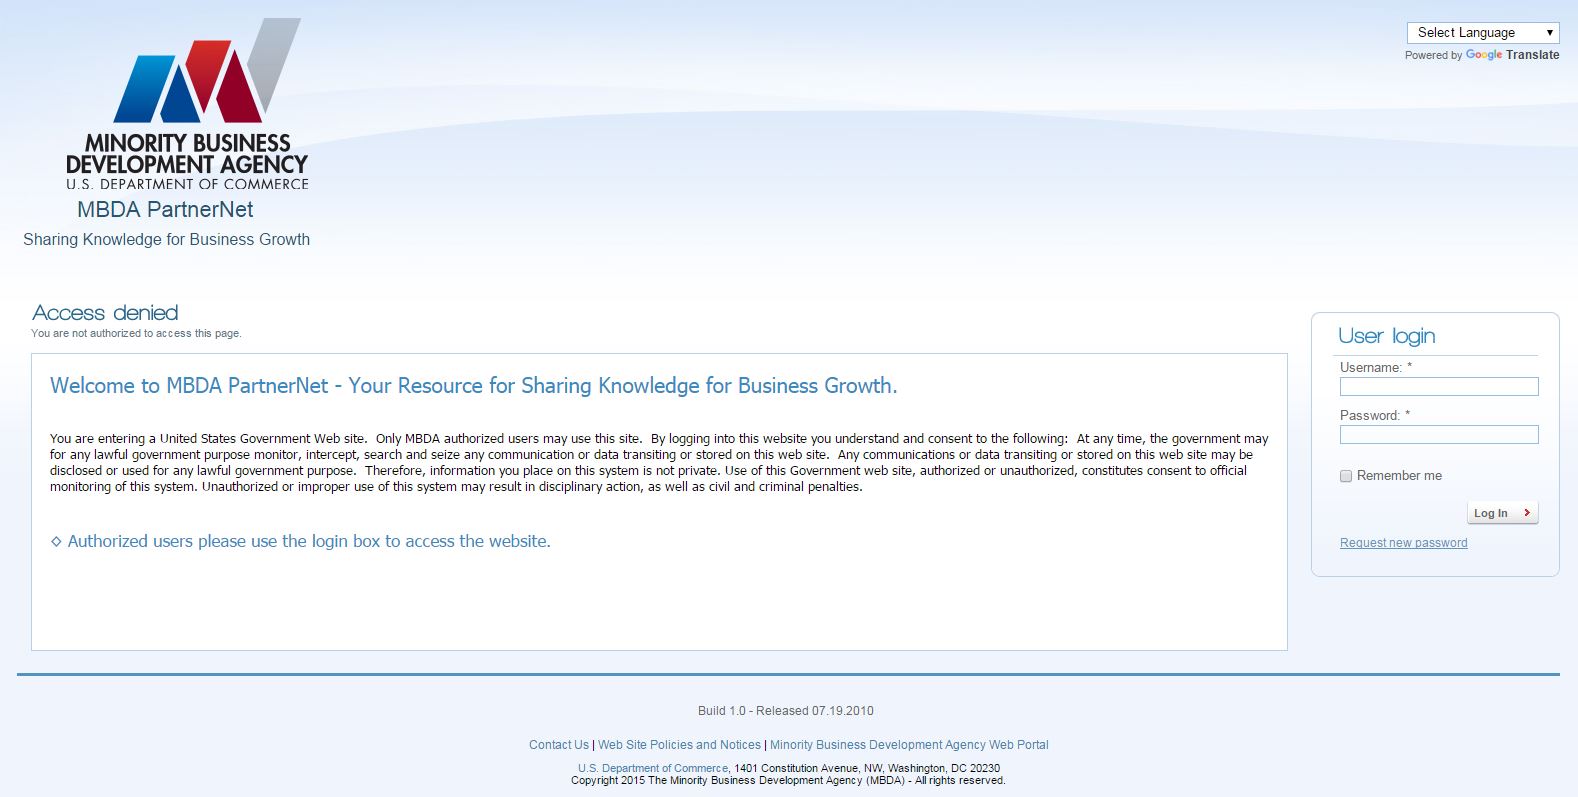 Select Language
Powered by Google Translate
MINORITY BUSINESS
DEVELOPMENT AGENCY
U.S. DEPARTMENT OF COMMERCE
MBDA PartnerNet
Sharing Knowledge for Business Growth
Access denied
You are not authorized to access this page.
Welcome to MBDA PartnerNet - Your Resource for Sharing Knowledge for Business Growth.
You are entering a United States Government Web site.  Only MBDA authorized users may use this site.  By logging into this website you understand and consent to the following:  At any time, the government may
for any lawful government purpose monitor, intercept, search and seize any communication or data transiting or stored on this web site.  Any communications or data transiting or stored on this web site may be
disclosed or used for any lawful government purpose.  Therefore, information you place on this system is not private. Use of this Government web site, authorized or unauthorized, constitutes consent to official
monitoring of this system. Unauthorized or improper use of this system may result in disciplinary action, as well as civil and criminal penalties.
◇ Authorized users please use the login box to access the website.
User login
Username: *
Password: *
Remember me
Log In
Request new password
Build 1.0 - Released 07.19.2010
Contact Us | Web Site Policies and Notices | Minority Business Development Agency Web Portal
U.S. Department of Commerce, 1401 Constitution Avenue, NW, Washington, DC 20230
Copyright 2015 The Minority Business Development Agency (MBDA) - All rights reserved.